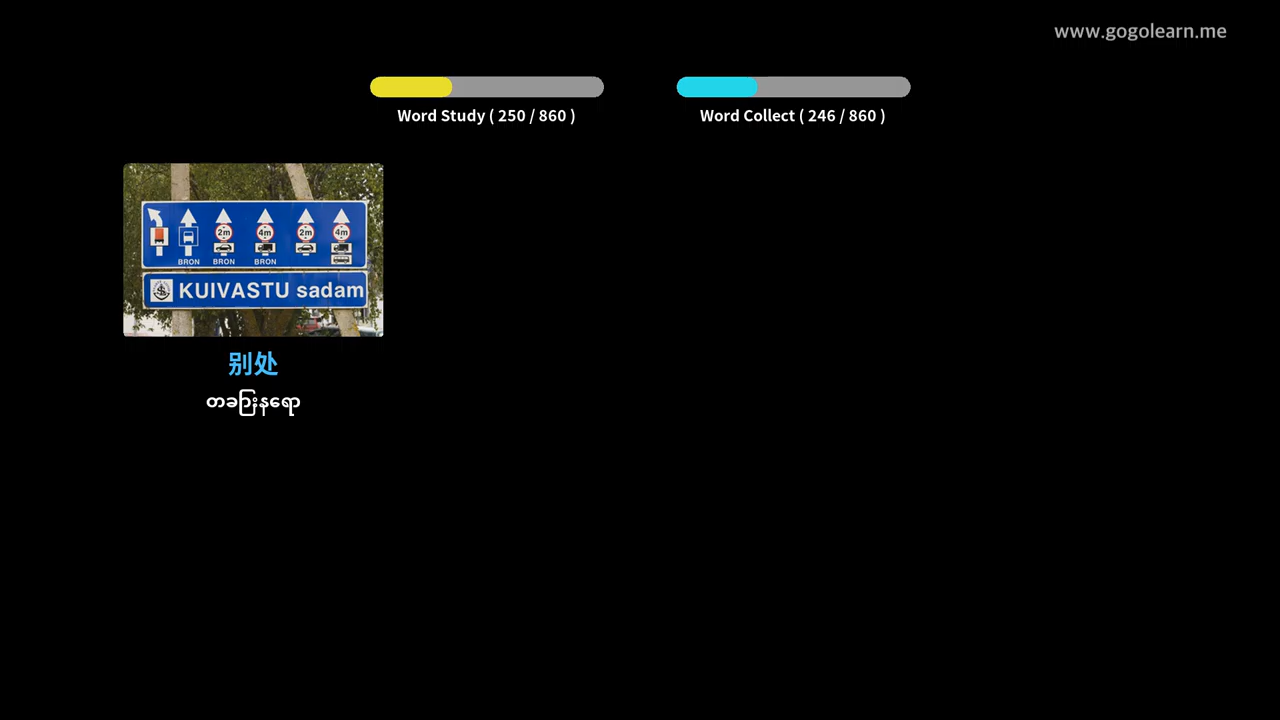 www.gogolearn.me
Word Study ( 250 / 860 )
Word Collect ( 246 / 860 )
2m 4m 2m 4m
BRON BRON BRON
KUIVASTU sadam
别处
တခြားနေရာ